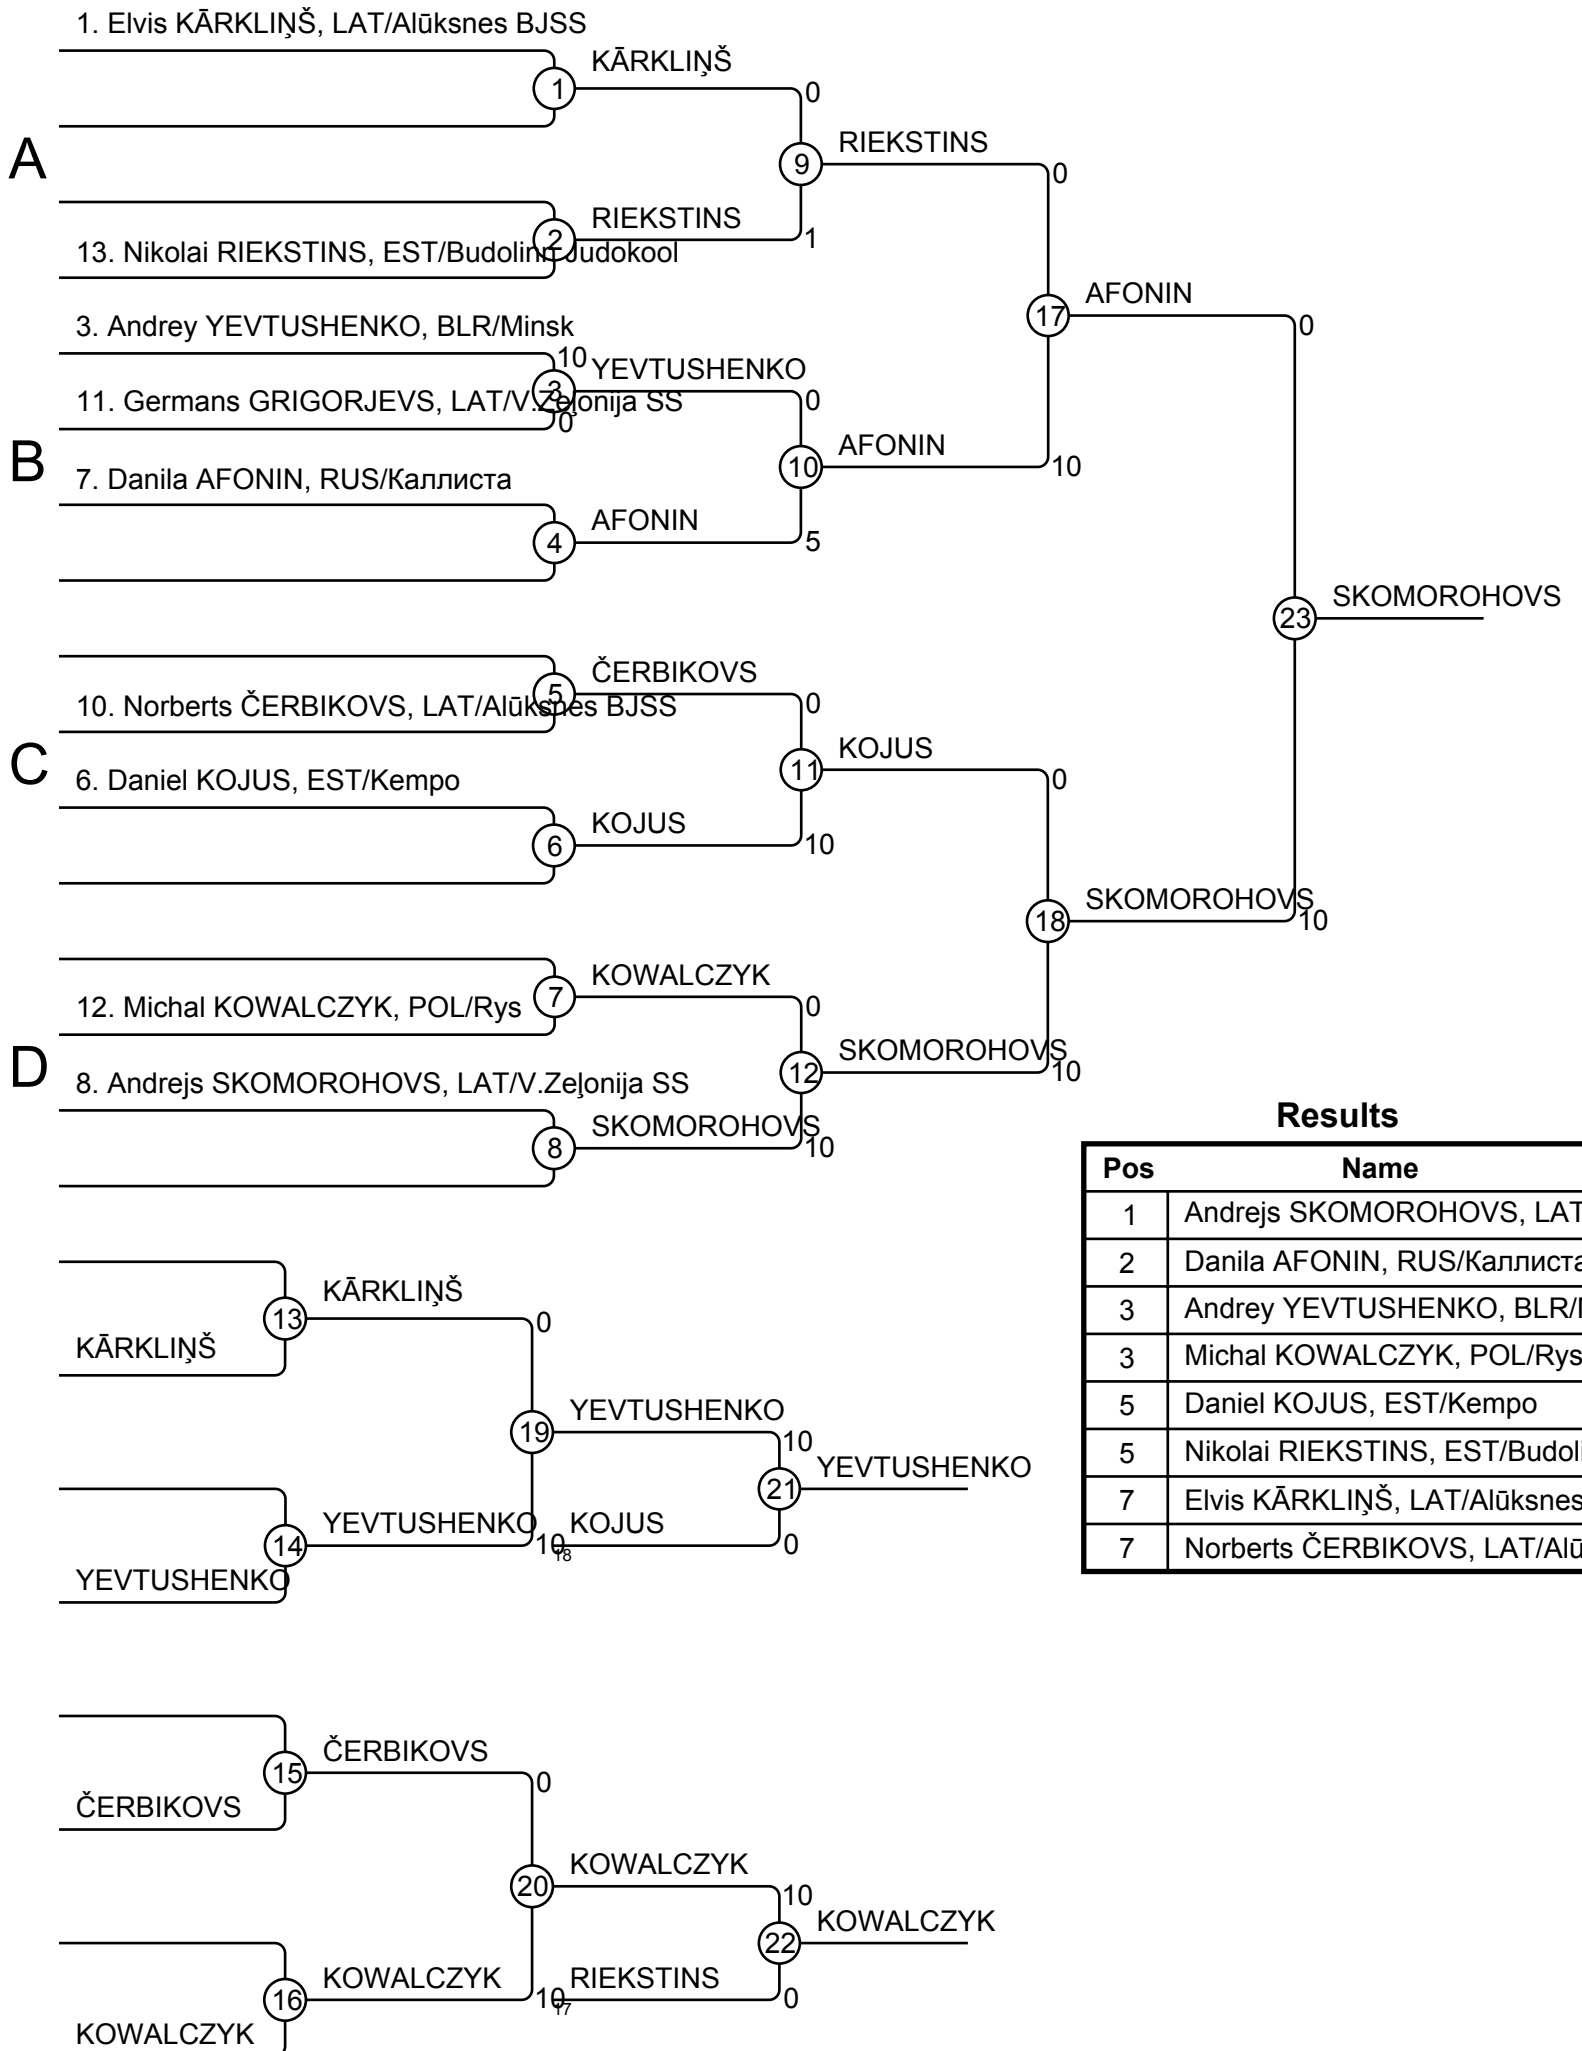 1. Elvis KĀRKLIŅŠ, LAT/Alūksnes BJSS
KĀRKLIŅŠ
1
0
A
RIEKSTINS
9
0
RIEKSTINS
2
1
13. Nikolai RIEKSTINS, EST/Budolinn Judokool
AFONIN
17
0
3. Andrey YEVTUSHENKO, BLR/Minsk
10
YEVTUSHENKO
3
0
11. Germans GRIGORJEVS, LAT/V.Zeļonija SS
0
B
AFONIN
10
10
7. Danila AFONIN, RUS/Каллиста
AFONIN
4
5
SKOMOROHOVS
23
ČERBIKOVS
5
0
10. Norberts ČERBIKOVS, LAT/Alūksnes BJSS
C
KOJUS
11
0
6. Daniel KOJUS, EST/Kempo
KOJUS
6
10
SKOMOROHOVS
18
10
KOWALCZYK
7
0
12. Michal KOWALCZYK, POL/Rys
D
SKOMOROHOVS
12
10
8. Andrejs SKOMOROHOVS, LAT/V.Zeļonija SS
SKOMOROHOVS
8
10
Results
Pos Name
1 Andrejs SKOMOROHOVS, LAT
2 Danila AFONIN, RUS/Каллиста
3 Andrey YEVTUSHENKO, BLR/
3 Michal KOWALCZYK, POL/Rys
5 Daniel KOJUS, EST/Kempo
5 Nikolai RIEKSTINS, EST/Budol
7 Elvis KĀRKLIŅŠ, LAT/Alūksnes
7 Norberts ČERBIKOVS, LAT/Alū
KĀRKLIŅŠ
13
0
KĀRKLIŅŠ
YEVTUSHENKO
19
10
YEVTUSHENKO
21
YEVTUSHENKO
14
10
18
KOJUS
0
YEVTUSHENKO
ČERBIKOVS
15
0
ČERBIKOVS
KOWALCZYK
20
10
KOWALCZYK
22
KOWALCZYK
16
10
17
RIEKSTINS
0
KOWALCZYK